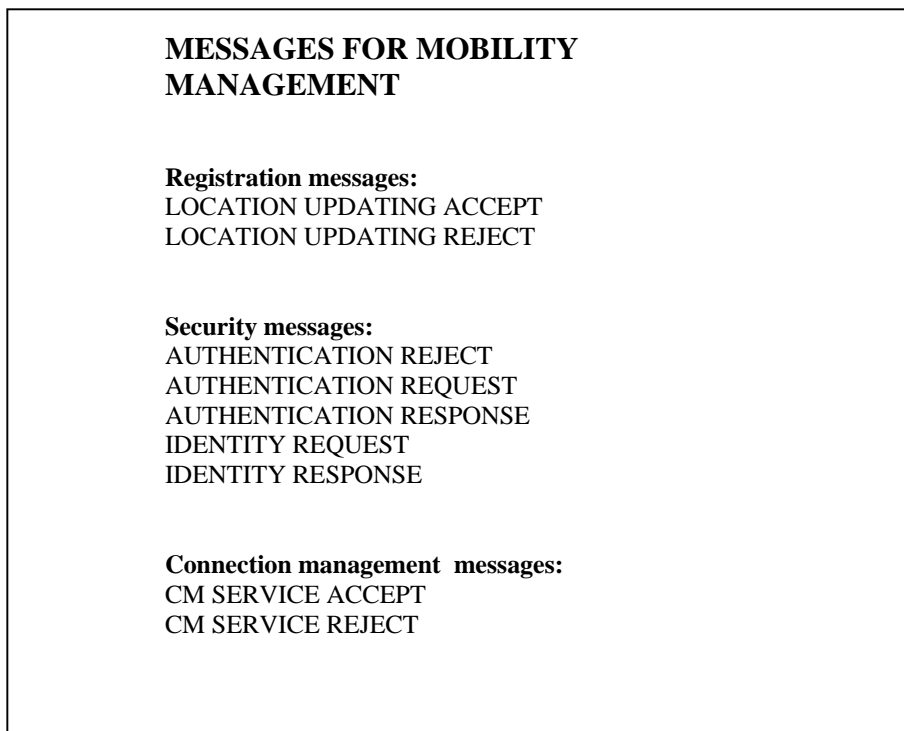 MESSAGES FOR MOBILITY
MANAGEMENT
Registration messages:
LOCATION UPDATING ACCEPT
LOCATION UPDATING REJECT
Security messages:
AUTHENTICATION REJECT
AUTHENTICATION REQUEST
AUTHENTICATION RESPONSE
IDENTITY REQUEST
IDENTITY RESPONSE
Connection management  messages:
CM SERVICE ACCEPT
CM SERVICE REJECT